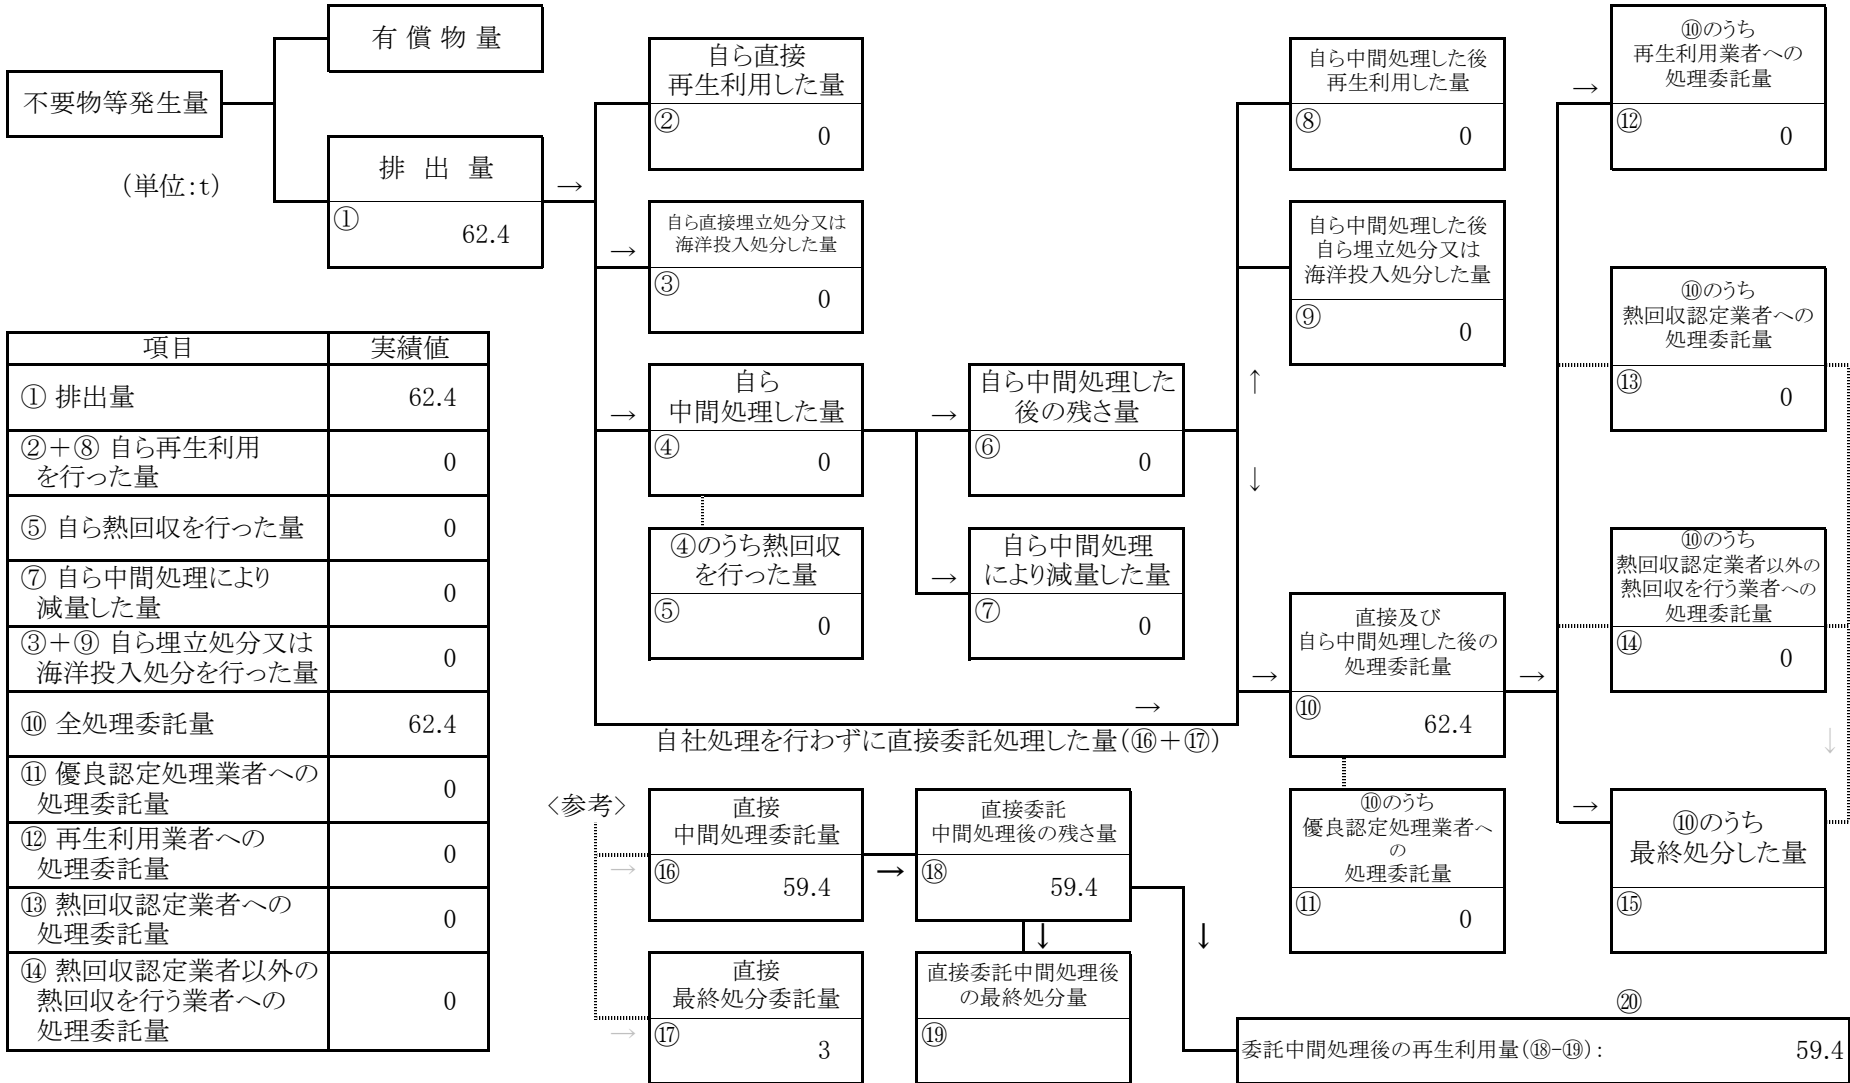 不要物等発生量
(単位:t)
有 償 物 量
排 出 量
①
62.4
→
項目
実績値
① 排出量
62.4
②+⑧ 自ら再生利用
を行った量
0
⑤ 自ら熱回収を行った量
0
⑦ 自ら中間処理により
減量した量
0
③+⑨ 自ら埋立処分又は
海洋投入処分を行った量
0
⑩ 全処理委託量
62.4
⑪ 優良認定処理業者への
処理委託量
0
⑫ 再生利用業者への
処理委託量
0
⑬ 熱回収認定業者への
処理委託量
0
⑭ 熱回収認定業者以外の
熱回収を行う業者への
処理委託量
0
自ら直接
再生利用した量
②
0
→
自ら直接埋立処分又は
海洋投入処分した量
③
0
→
自ら
中間処理した量
④
0
④のうち熱回収
を行った量
⑤
0
→
自ら中間処理した
後の残さ量
⑥
0
→
自ら中間処理
により減量した量
⑦
0
→
自社処理を行わずに直接委託処理した量(⑯+⑰)
自ら中間処理した後
再生利用した量
⑧
0
自ら中間処理した後
自ら埋立処分又は
海洋投入処分した量
⑨
0
↑
↓
→
直接及び
自ら中間処理した後の
処理委託量
⑩
62.4
→
⑩のうち
優良認定処理業者へ
の
処理委託量
⑪
0
→
⑩のうち
再生利用業者への
処理委託量
⑫
0
⑩のうち
熱回収認定業者への
処理委託量
⑬
0
⑩のうち
熱回収認定業者以外の
熱回収を行う業者への
処理委託量
⑭
0
↓
→
⑩のうち
最終処分した量
⑮
<参考>
→
直接
中間処理委託量
⑯
59.4
→
直接委託
中間処理後の残さ量
⑱
59.4
↓
↓
→
直接
最終処分委託量
⑰
3
直接委託中間処理後
の最終処分量
⑲
⑳
委託中間処理後の再生利用量(⑱-⑲):
59.4